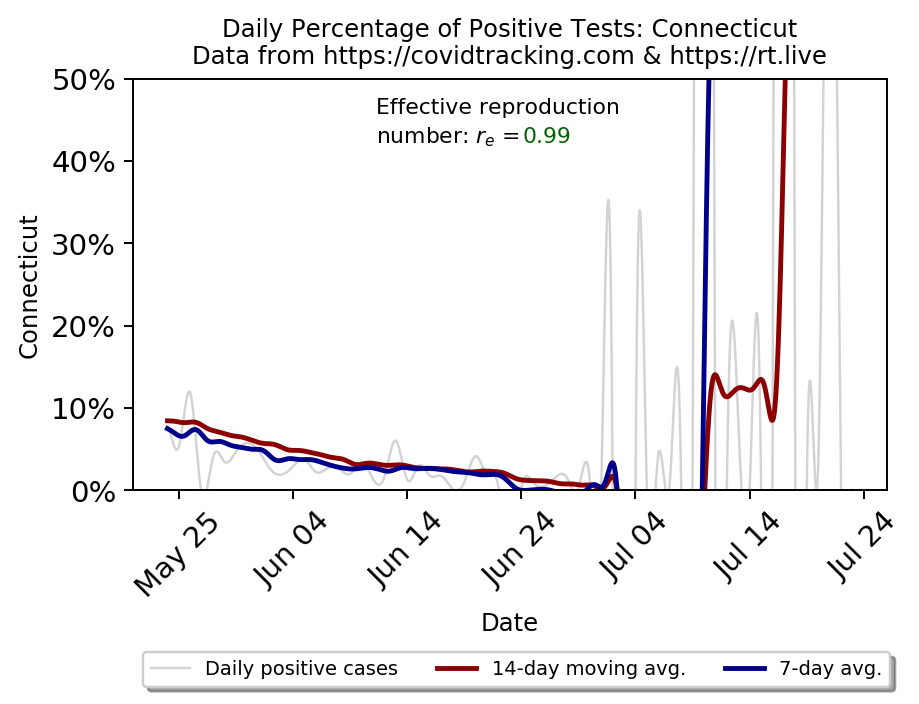 Daily Percentage of Positive Tests: Connecticut
Data from https://covidtracking.com & https://rt.live
50%
Effective reproduction
number: rₑ =0.99
40%
30%
20%
10%
0%
Connecticut
May 25
Jun 04
Jun 14
Jun 24
Jul 04
Jul 14
Jul 24
Date
Daily positive cases
14-day moving avg.
7-day avg.